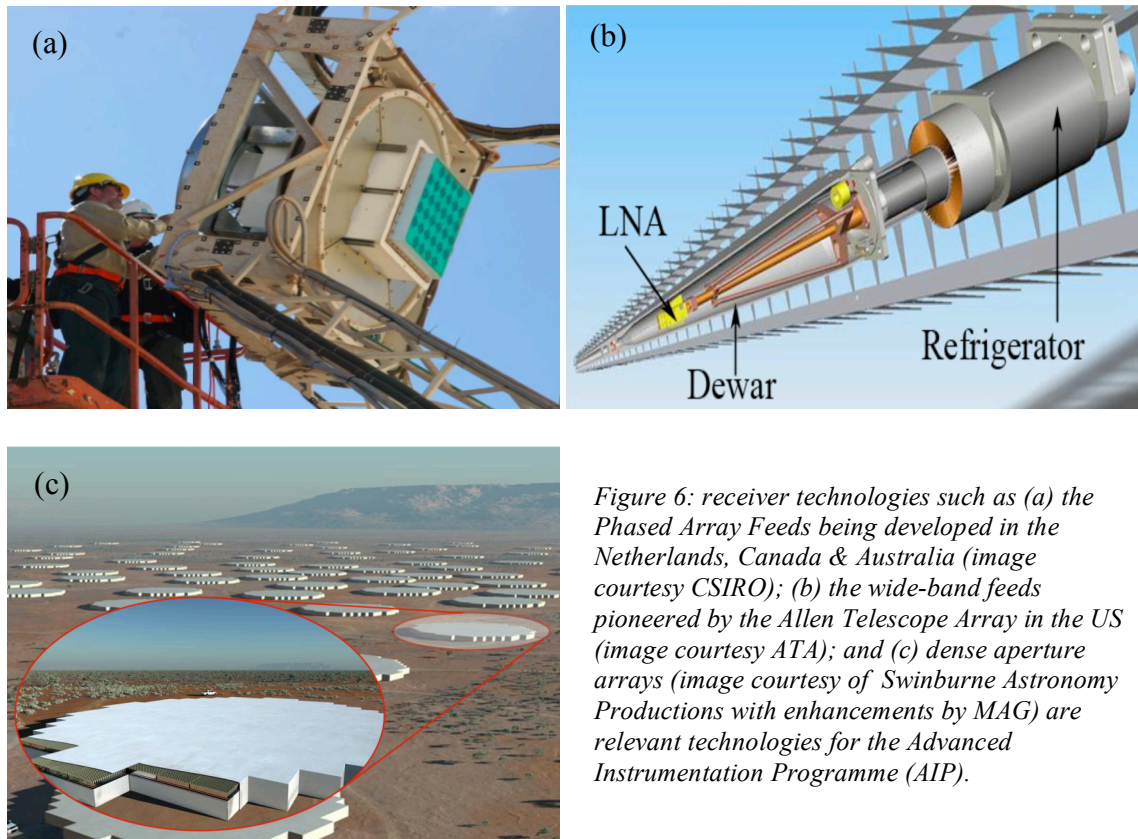 (a)
(b)
LNA
Dewar
Refrigerator
(c)
Figure 6: receiver technologies such as (a) the
Phased Array Feeds being developed in the
Netherlands, Canada & Australia (image
courtesy CSIRO); (b) the wide-band feeds
pioneered by the Allen Telescope Array in the US
(image courtesy ATA); and (c) dense aperture
arrays (image courtesy of Swinburne Astronomy
Productions with enhancements by MAG) are
relevant technologies for the Advanced
Instrumentation Programme (AIP).